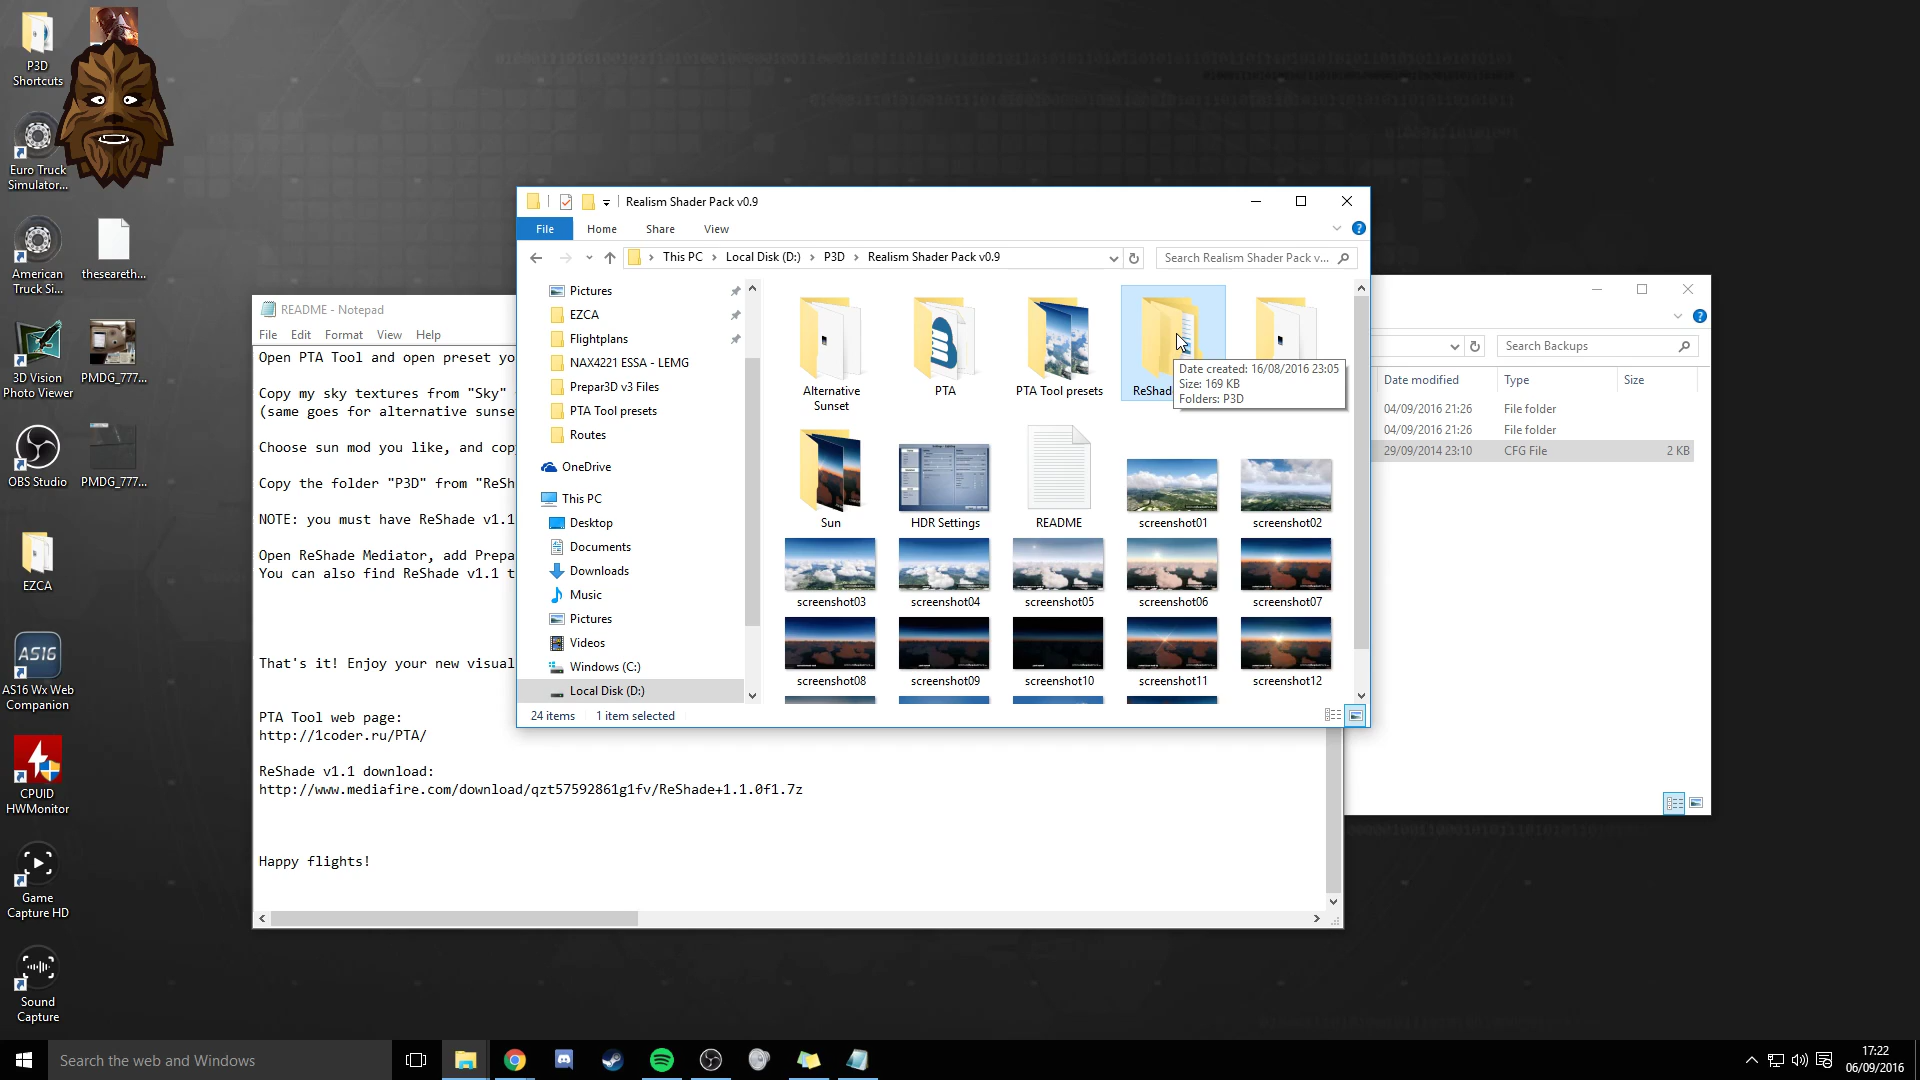 P3D
Shortcuts
Euro Truck
Simulator...
American
Truck Si...
theseareth...
3D Vision
Photo Viewer
PMDG_777...
OBS Studio
PMDG_777...
EZCA
AS16
AS16 Wx Web
Companion
CPUID
HWMonitor
Game
Capture HD
Sound
Capture
README - Notepad
File Edit Format View Help
Open PTA Tool and open preset yo
Copy my sky textures from "Sky"
(same goes for alternative sunse
Choose sun mod you like, and cop
Copy the folder "P3D" from "ReSh
NOTE: you must have ReShade v1.1
Open ReShade Mediator, add Prepa
You can also find ReShade v1.1 t
That's it! Enjoy your new visual
PTA Tool web page:
http://1coder.ru/PTA/
ReShade v1.1 download:
http://www.mediafire.com/download/qzt57592861g1fv/ReShade+1.1.0f1.7z
Happy flights!
Realism Shader Pack v0.9
File Home Share View
This PC Local Disk (D:) P3D Realism Shader Pack v0.9
Search Realism Shader Pack v...
Pictures
EZCA
Flightplans
NAX4221 ESSA - LEMG
Prepar3D v3 Files
PTA Tool presets
Routes
OneDrive
This PC
Desktop
Documents
Downloads
Music
Pictures
Videos
Windows (C:)
Local Disk (D:)
Alternative
Sunset
PTA
PTA Tool presets
ReShade
Date created: 16/08/2016 23:05
Size: 169 KB
Folders: P3D
Sun
HDR Settings
README
screenshot01
screenshot02
screenshot03
screenshot04
screenshot05
screenshot06
screenshot07
screenshot08
screenshot09
screenshot10
screenshot11
screenshot12
24 items 1 item selected
Search Backups
Date modified Type Size
04/09/2016 21:26 File folder
04/09/2016 21:26 File folder
29/09/2014 23:10 CFG File 2 KB
Search the web and Windows
17:22
06/09/2016